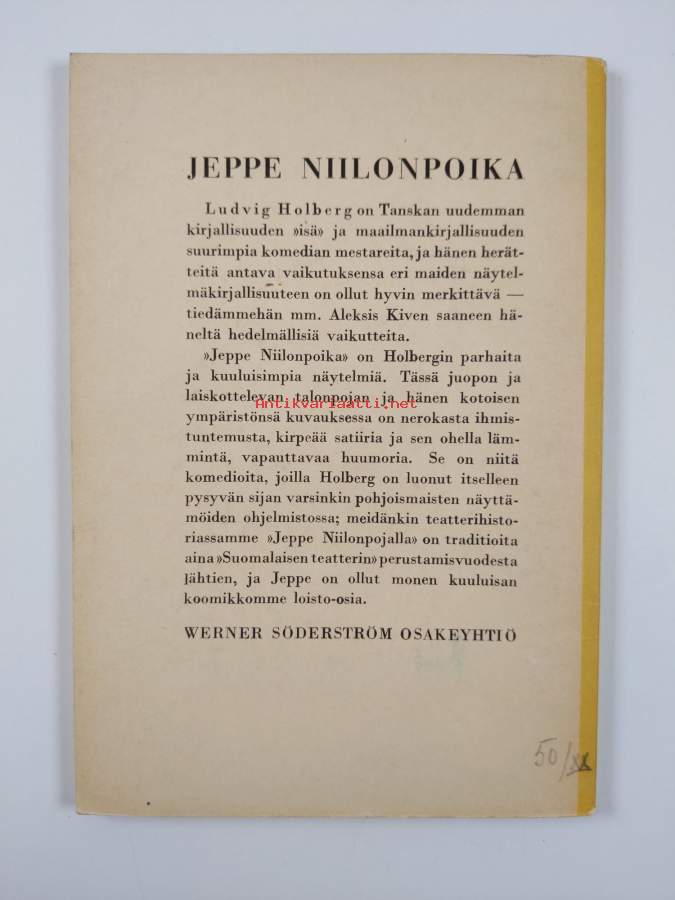 JEPPE NIILONPOIKA
Ludvig Holberg on Tanskan uudemman
kirjallisuuden »isä» ja maailmankirjallisuuden
suurimpia komedian mestareita, ja hänen herät-
teitä antava vaikutuksensa eri maiden näytel-
mäkirjallisuuteen on ollut hyvin merkittävä —
tiedämmehän mm. Aleksis Kiven saaneen hä-
neltä hedelmällisiä vaikutteita.
»Jeppe Niilonpoika» on Holbergin parhaita
ja kuuluisimpia näytelmiä. Tässä juopon ja
laiskottelevan talonpojan ja hänen kotoisen
Antikvariaatti.net
ympäristönsä kuvauksessa on nerokasta ihmis-
tuntemusta, kirpeää satiiria ja sen ohella läm-
mintä, vapauttavaa huumoria. Se on niitä
komedioita, joilla Holberg on luonut itselleen
pysyvän sijan varsinkin pohjoismaisten näyttä-
möiden ohjelmistossa; meidänkin teatterihisto-
riassamme »Jeppe Niilonpojalla» on traditioita
aina »Suomalaisen teatterin» perustamisvuodesta
lähtien, ja Jeppe on ollut monen kuuluisan
koomikkomme loisto-osia.
WERNER SÖDERSTRÖM OSAKEYHTIÖ
50/xx